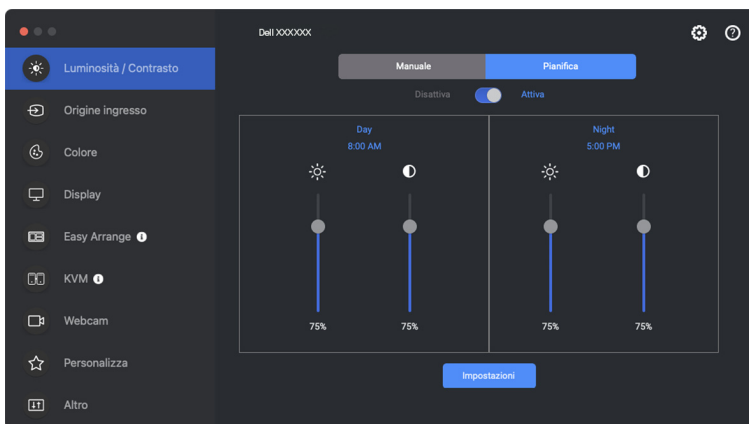 Dell XXXXXX
Luminosità / Contrasto
Origine ingresso
Colore
Display
Easy Arrange
KVM
Webcam
Personalizza
Altro
Manuale
Pianifica
Disattiva
Attiva
Day
8:00 AM
75%
75%
Night
5:00 PM
75%
75%
Impostazioni